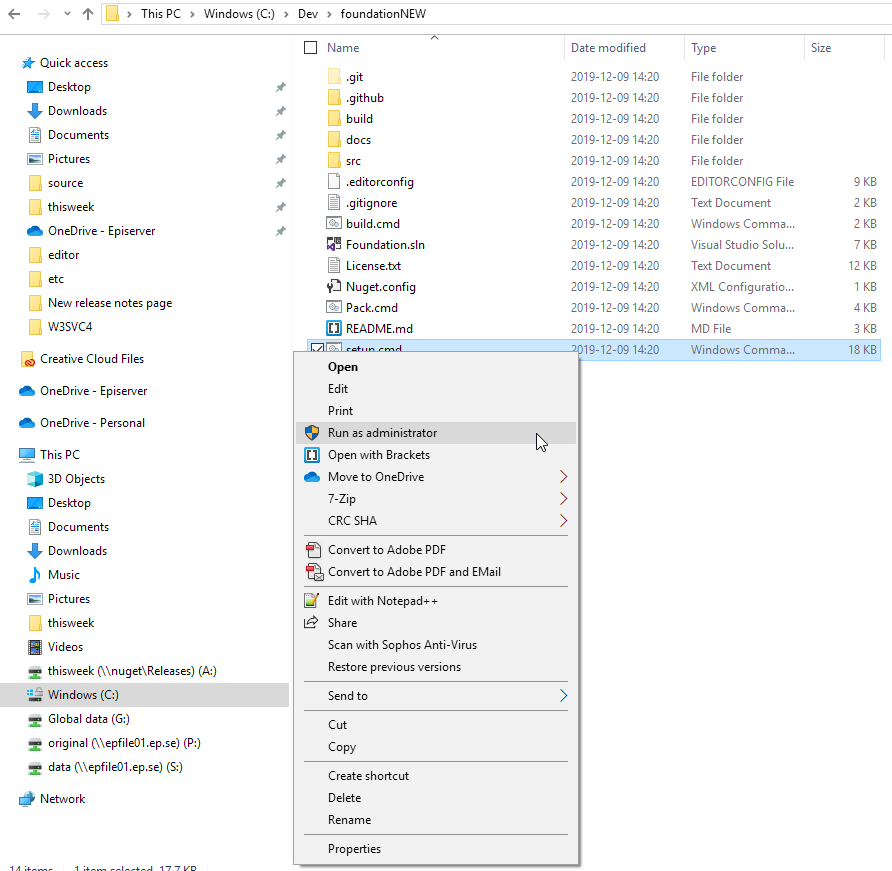 This PC > Windows (C:) > Dev > foundationNEW
Name Date modified Type Size
Quick access
Desktop
Downloads
Documents
Pictures
source
thisweek
OneDrive - Episerver
editor
etc
New release notes page
W3SVC4
Creative Cloud Files
OneDrive - Episerver
OneDrive - Personal
This PC
3D Objects
Desktop
Documents
Downloads
Music
Pictures
thisweek
Videos
thisweek (\\nuget\Releases) (A:)
Windows (C:)
Global data (G:)
original (\\epfile01.ep.se) (P:)
data (\\epfile01.ep.se) (S:)
Network
.git 2019-12-09 14:20 File folder
.github 2019-12-09 14:20 File folder
build 2019-12-09 14:20 File folder
docs 2019-12-09 14:20 File folder
src 2019-12-09 14:20 File folder
.editorconfig 2019-12-09 14:20 EDITORCONFIG File 9 KB
.gitignore 2019-12-09 14:20 Text Document 2 KB
build.cmd 2019-12-09 14:20 Windows Comma... 2 KB
Foundation.sln 2019-12-09 14:20 Visual Studio Solu... 7 KB
License.txt 2019-12-09 14:20 Text Document 12 KB
Nuget.config 2019-12-09 14:20 XML Configuratio... 1 KB
Pack.cmd 2019-12-09 14:20 Windows Comma... 4 KB
README.md 2019-12-09 14:20 MD File 3 KB
setup.cmd 2019-12-09 14:20 Windows Comma... 18 KB
Open
Edit
Print
Run as administrator
Open with Brackets
Move to OneDrive
7-Zip
CRC SHA
Convert to Adobe PDF
Convert to Adobe PDF and EMail
Edit with Notepad++
Share
Scan with Sophos Anti-Virus
Restore previous versions
Send to
Cut
Copy
Create shortcut
Delete
Rename
Properties
14 items 1 item selected 17.7 KB